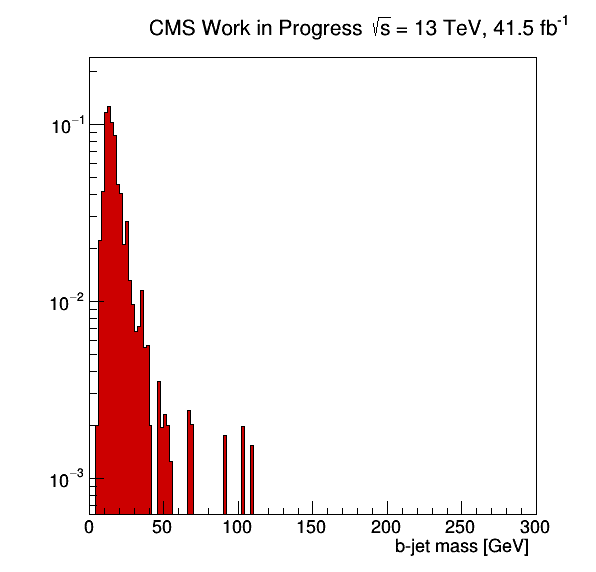 CMS Work in Progress √s = 13 TeV, 41.5 fb⁻¹
10⁻¹
10⁻²
10⁻³
0 50 100 150 200 250 300
b-jet mass [GeV]